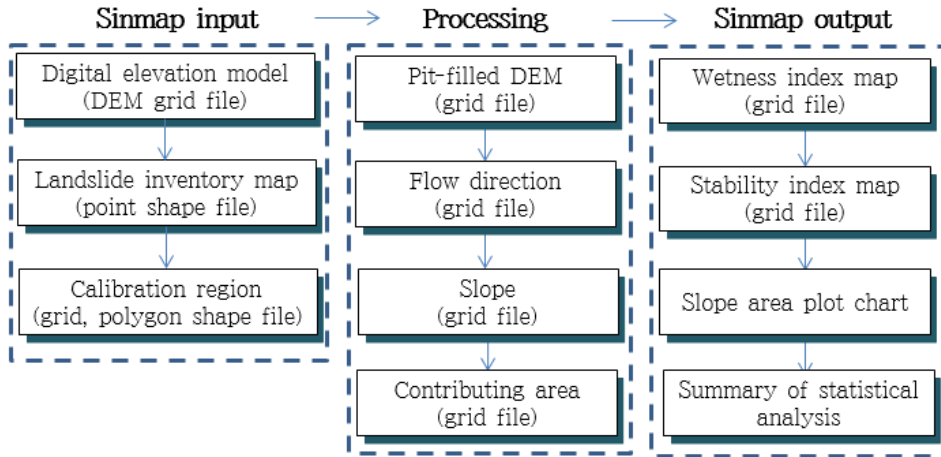 Sinmap input
Processing
Sinmap output
Digital elevation model
(DEM grid file)
Landslide inventory map
(point shape file)
Calibration region
(grid, polygon shape file)
Pit-filled DEM
(grid file)
Flow direction
(grid file)
Slope
(grid file)
Contributing area
(grid file)
Wetness index map
(grid file)
Stability index map
(grid file)
Slope area plot chart
Summary of statistical
analysis